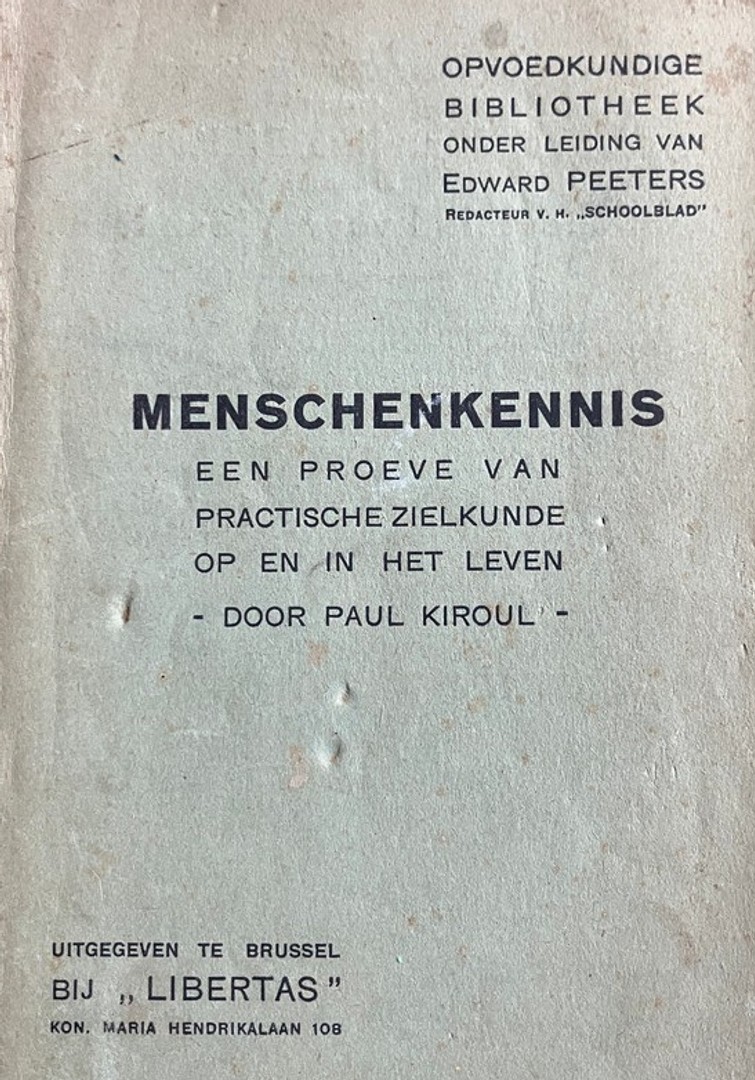 OPVOEDKUNDIGE
BIBLIOTHEEK
ONDER LEIDING VAN
EDWARD PEETERS
REDACTEUR V. H. „SCHOOLBLAD”
MENSCHENKENNIS
EEN PROEVE VAN
PRACTISCHE ZIELKUNDE
OP EN IN HET LEVEN
- DOOR PAUL KIROUL -
UITGEGEVEN TE BRUSSEL
BIJ „LIBERTAS”
KON. MARIA HENDRIKALAAN 108